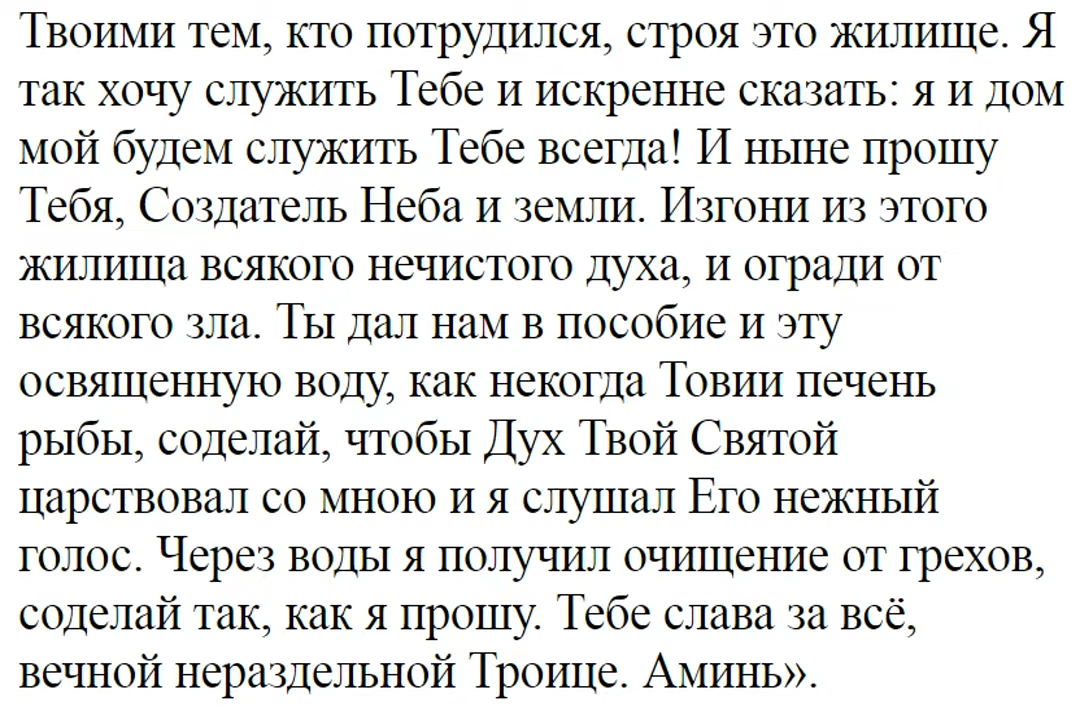 Твоими тем, кто потрудился, строя это жилище. Я
так хочу служить Тебе и искренне сказать: я и дом
мой будем служить Тебе всегда! И ныне прошу
Тебя, Создатель Неба и земли. Изгони из этого
жилища всякого нечистого духа, и огради от
всякого зла. Ты дал нам в пособие и эту
освященную воду, как некогда Товии печень
рыбы, соделай, чтобы Дух Твой Святой
царствовал со мною и я слушал Его нежный
голос. Через воды я получил очищение от грехов,
соделай так, как я прошу. Тебе слава за всё,
вечной нераздельной Троице. Аминь».